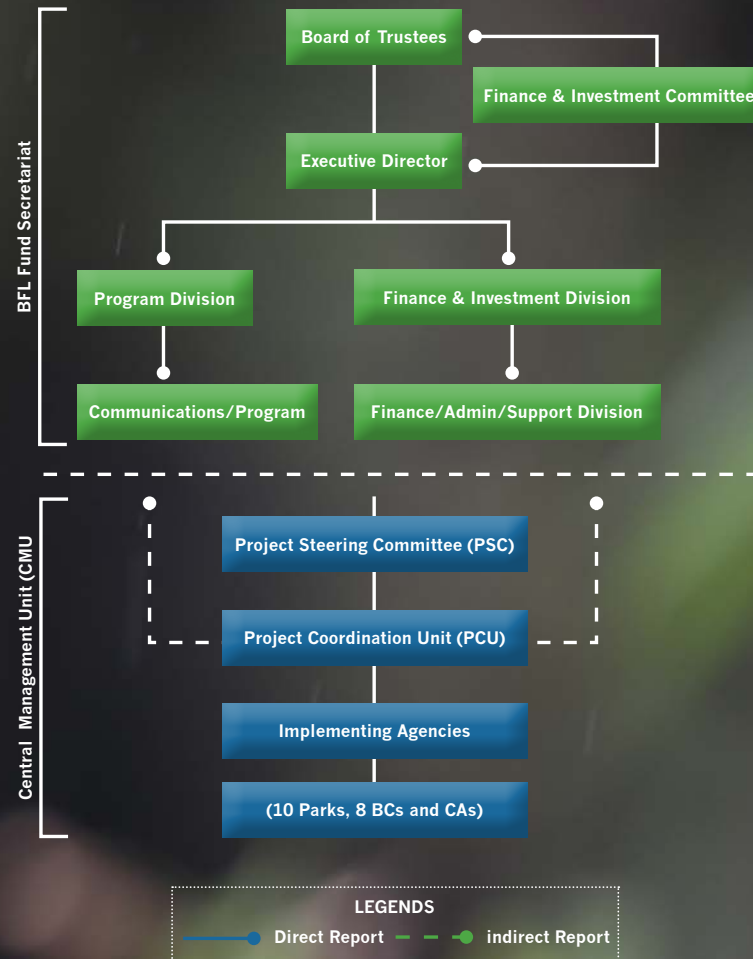 BFL Fund Secretariat
Board of Trustees
Finance & Investment Committee
Executive Director
Program Division
Finance & Investment Division
Communications/Program
Finance/Admin/Support Division
Central Management Unit (CMU
Project Steering Committee (PSC)
Project Coordination Unit (PCU)
Implementing Agencies
(10 Parks, 8 BCs and CAs)
LEGENDS
Direct Report
indirect Report